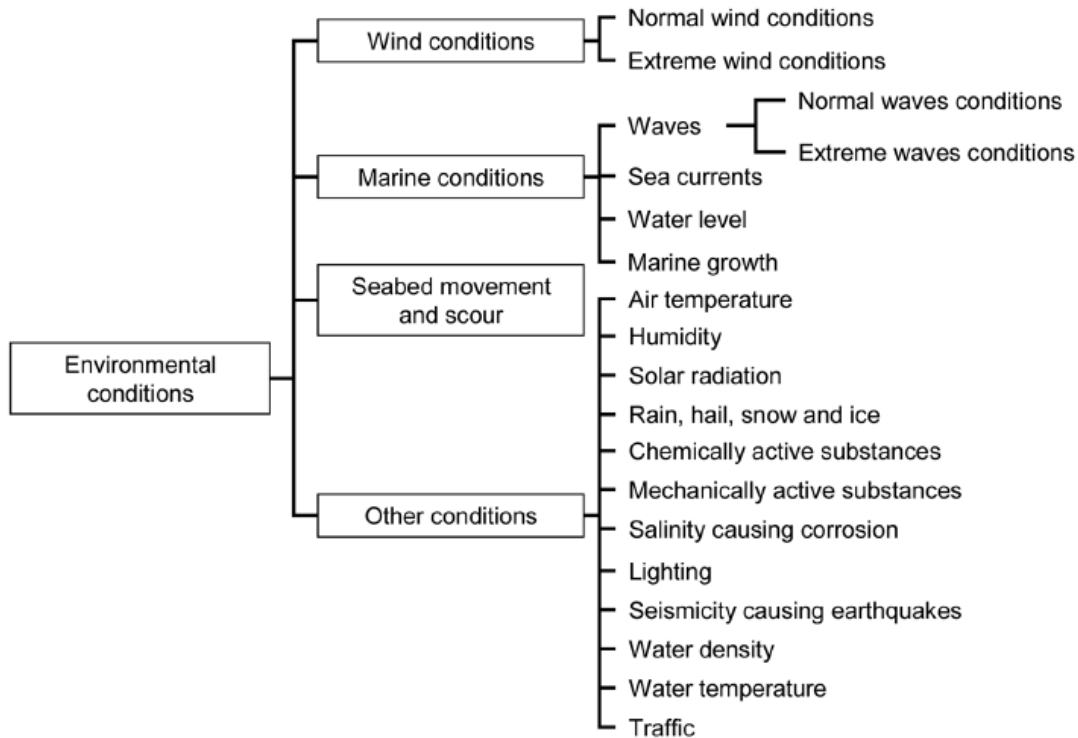 Environmental
conditions
Wind conditions
Normal wind conditions
Extreme wind conditions
Marine conditions
Waves
Normal waves conditions
Extreme waves conditions
Sea currents
Water level
Marine growth
Seabed movement
and scour
Other conditions
Air temperature
Humidity
Solar radiation
Rain, hail, snow and ice
Chemically active substances
Mechanically active substances
Salinity causing corrosion
Lighting
Seismicity causing earthquakes
Water density
Water temperature
Traffic